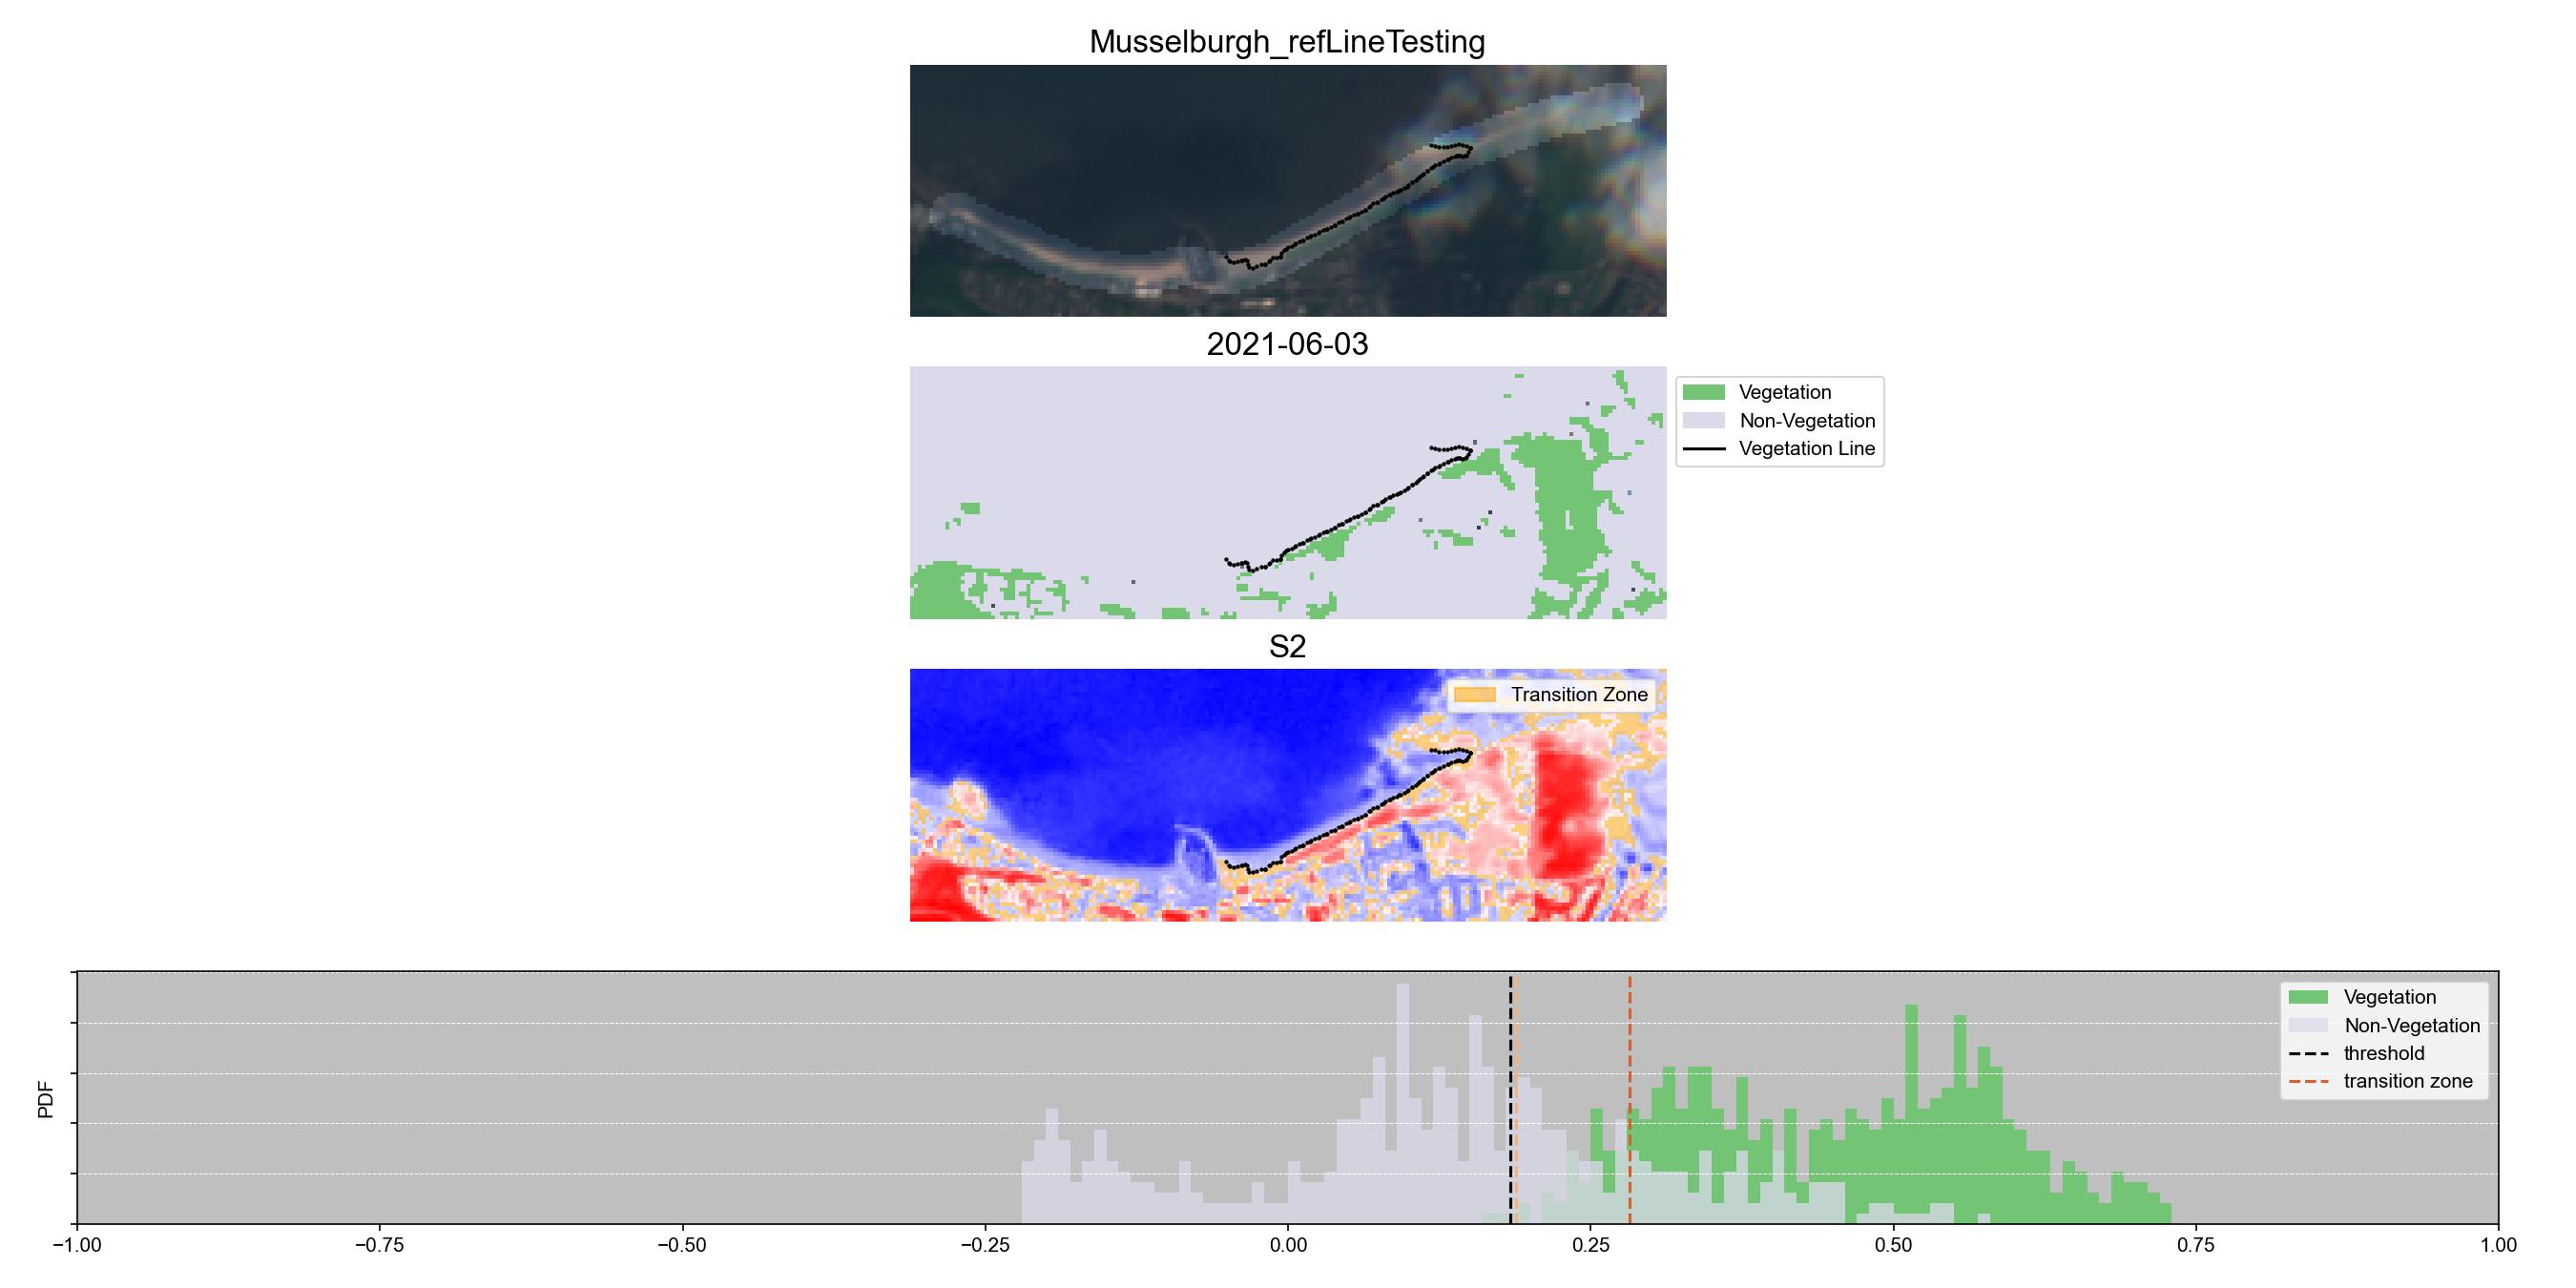 Musselburgh_refLineTesting
2021-06-03
Vegetation
Non-Vegetation
Vegetation Line
S2
Transition Zone
Vegetation
Non-Vegetation
threshold
transition zone
PDF
−1.00 −0.75 −0.50 −0.25 0.00 0.25 0.50 0.75 1.00